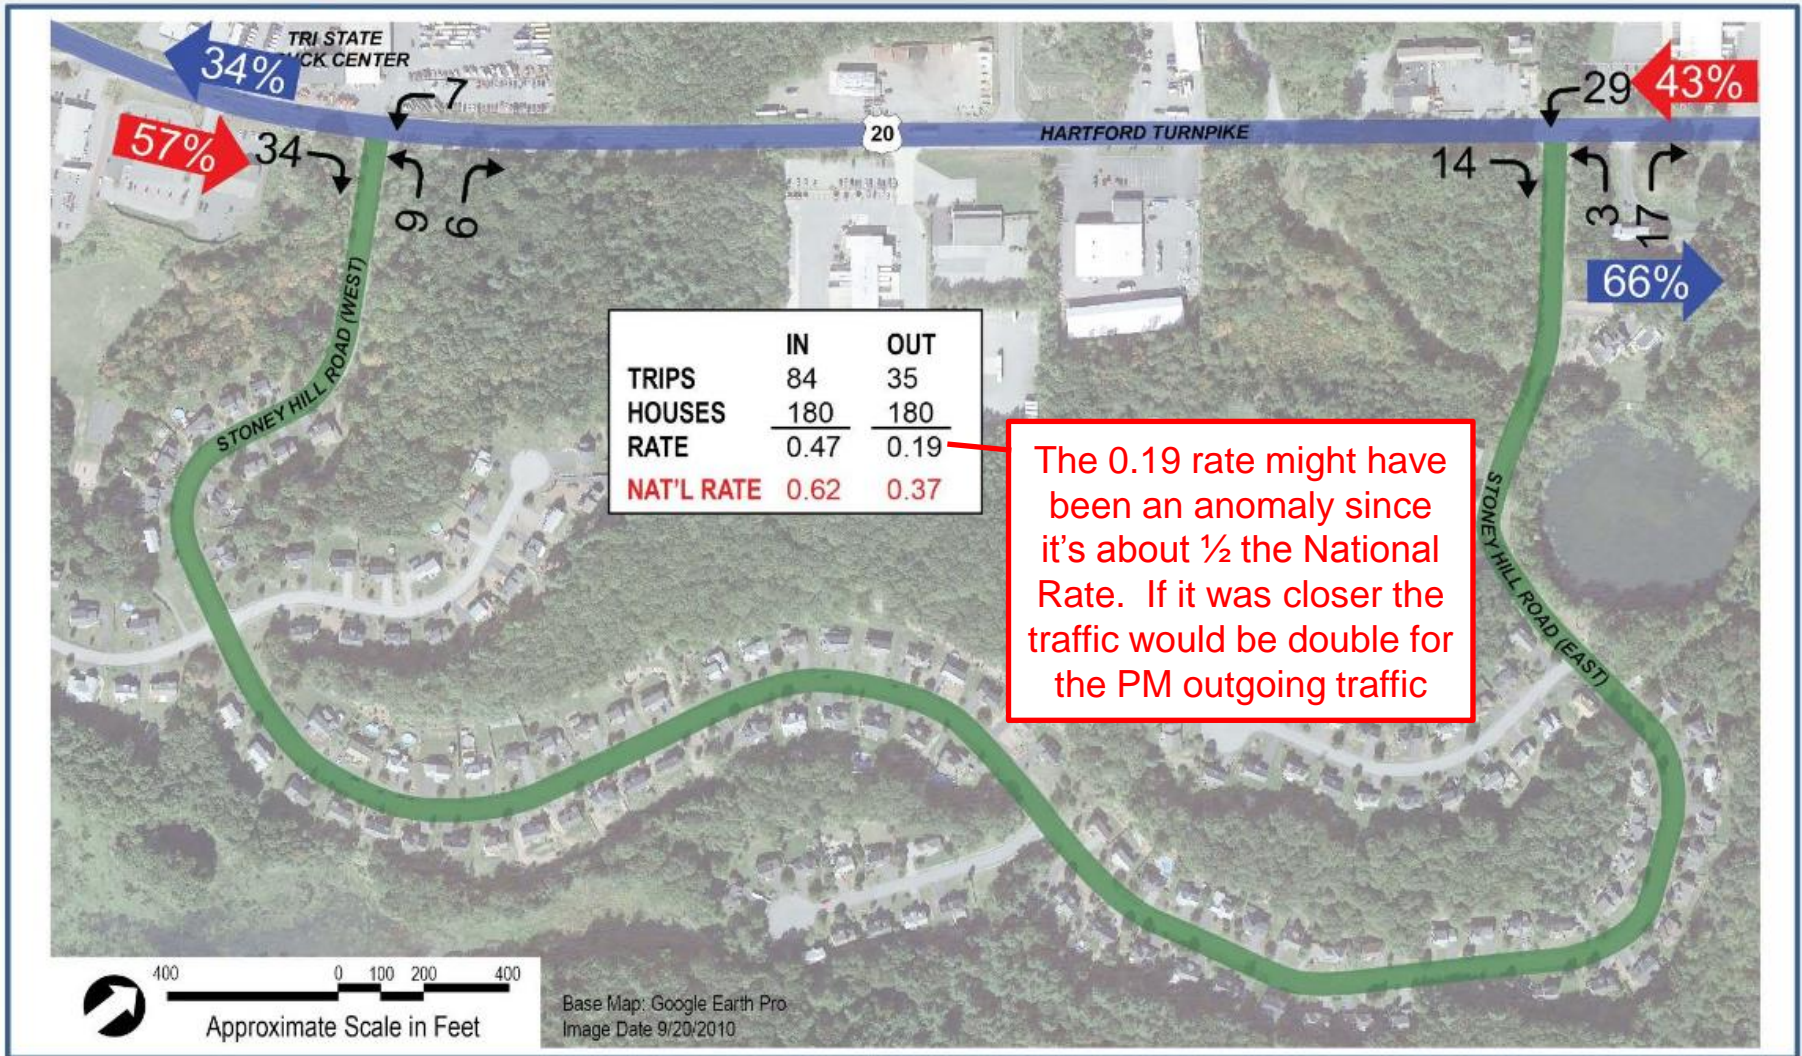 TRI STATE
CK CENTER
34%
7
29
43%
57%
34
20
HARTFORD TURNPIKE
14
9
6
3
17
66%
STONEY HILL ROAD (WEST)
IN OUT
TRIPS 84 35
HOUSES 180 180
RATE 0.47 0.19
NAT'L RATE 0.62 0.37
The 0.19 rate might have
been an anomaly since
it's about ½ the National
Rate. If it was closer the
traffic would be double for
the PM outgoing traffic
STONEY HILL ROAD (EAST)
400 0 100 200 400
Approximate Scale in Feet
Base Map: Google Earth Pro
Image Date 9/20/2010